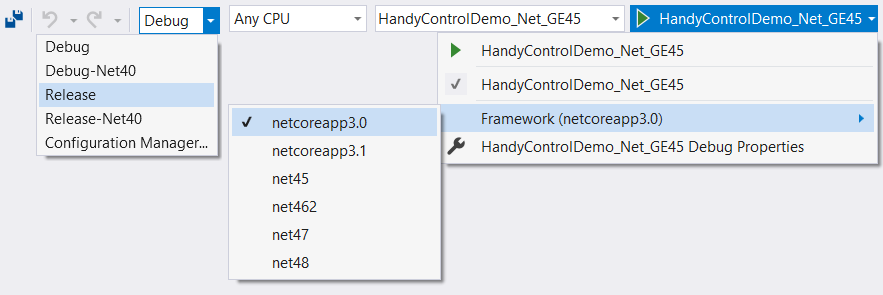 Debug
Any CPU
HandyControlDemo_Net_GE45
HandyControlDemo_Net_GE45
Debug
Debug-Net40
Release
Release-Net40
Configuration Manager...
HandyControlDemo_Net_GE45
HandyControlDemo_Net_GE45
Framework (netcoreapp3.0)
HandyControlDemo_Net_GE45 Debug Properties
netcoreapp3.0
netcoreapp3.1
net45
net462
net47
net48